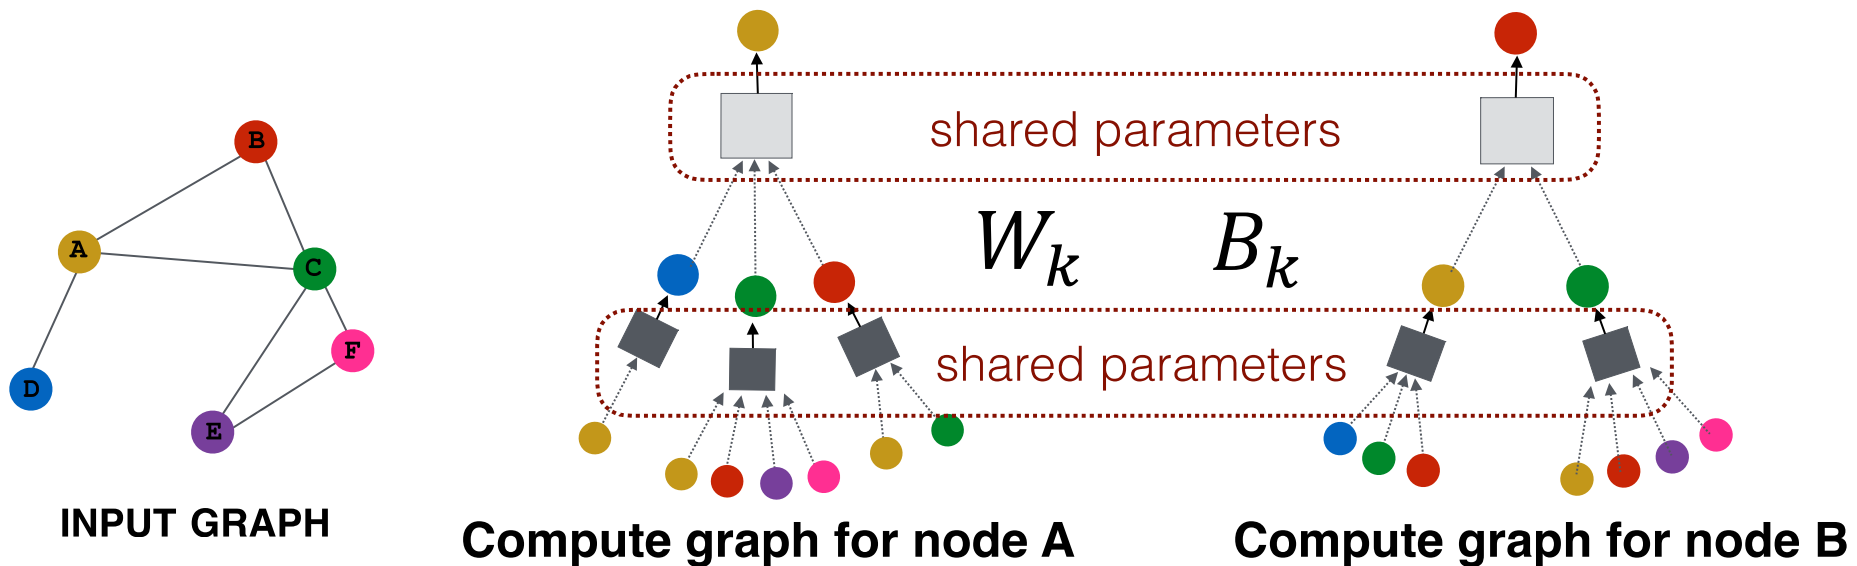 B
A
C
F
D
E
INPUT GRAPH
shared parameters
W_k B_k
shared parameters
Compute graph for node A
Compute graph for node B